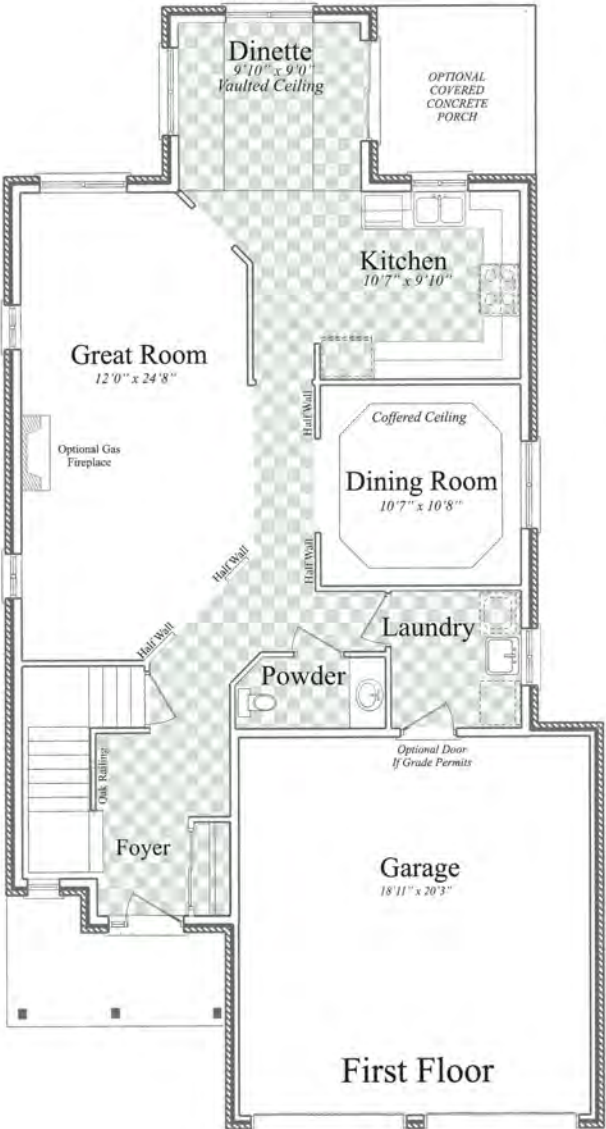 Dinette
9'10" x 9'0"
Vaulted Ceiling
OPTIONAL
COVERED
CONCRETE
PORCH
Kitchen
10'7" x 9'10"
Great Room
12'0" x 24'8"
Optional Gas
Fireplace
Half Wall
Coffered Ceiling
Dining Room
10'7" x 10'8"
Half Wall
Half Wall
Half Wall
Laundry
Powder
Optional Door
If Grade Permits
Oak Railing
Foyer
Garage
18'11" x 20'3"
First Floor